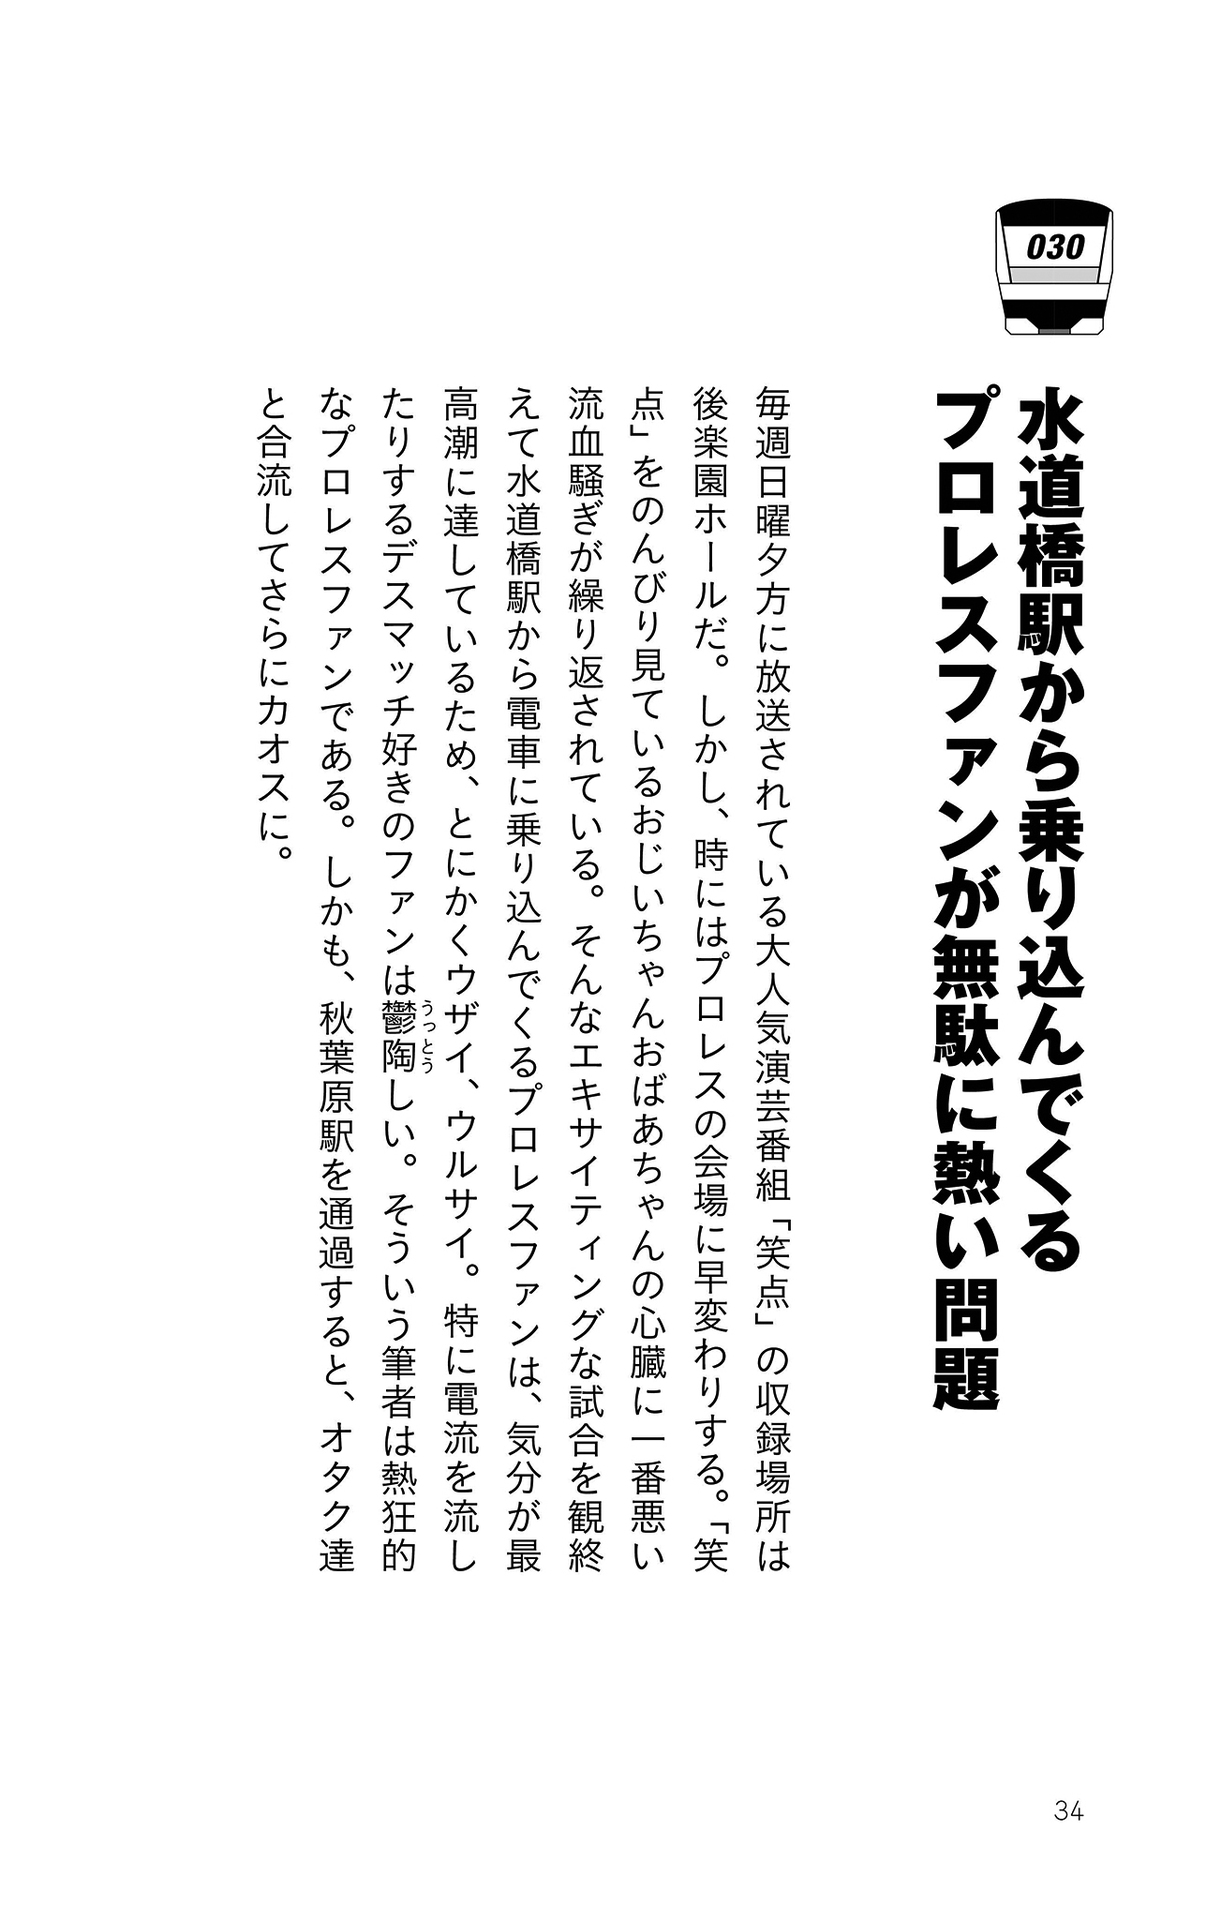 030
水道橋駅から乗り込んでくる
プロレスファンが無駄に熱い問題
毎週日曜夕方に放送されている大人気演芸番組「笑点」の収録場所は
後楽園ホールだ。しかし、時にはプロレスの会場に早変わりする。「笑
点」をのんびり見ているおじいちゃんおばあちゃんの心臓に一番悪い
流血騒ぎが繰り返されている。そんなエキサイティングな試合を観終
えて水道橋駅から電車に乗り込んでくるプロレスファンは、気分が最
高潮に達しているため、とにかくウザイ、ウルサイ。特に電流を流し
うっとう
たりするデスマッチ好きのファンは鬱陶しい。そういう筆者は熱狂的
なプロレスファンである。しかも、秋葉原駅を通過すると、オタク達
と合流してさらにカオスに。
34